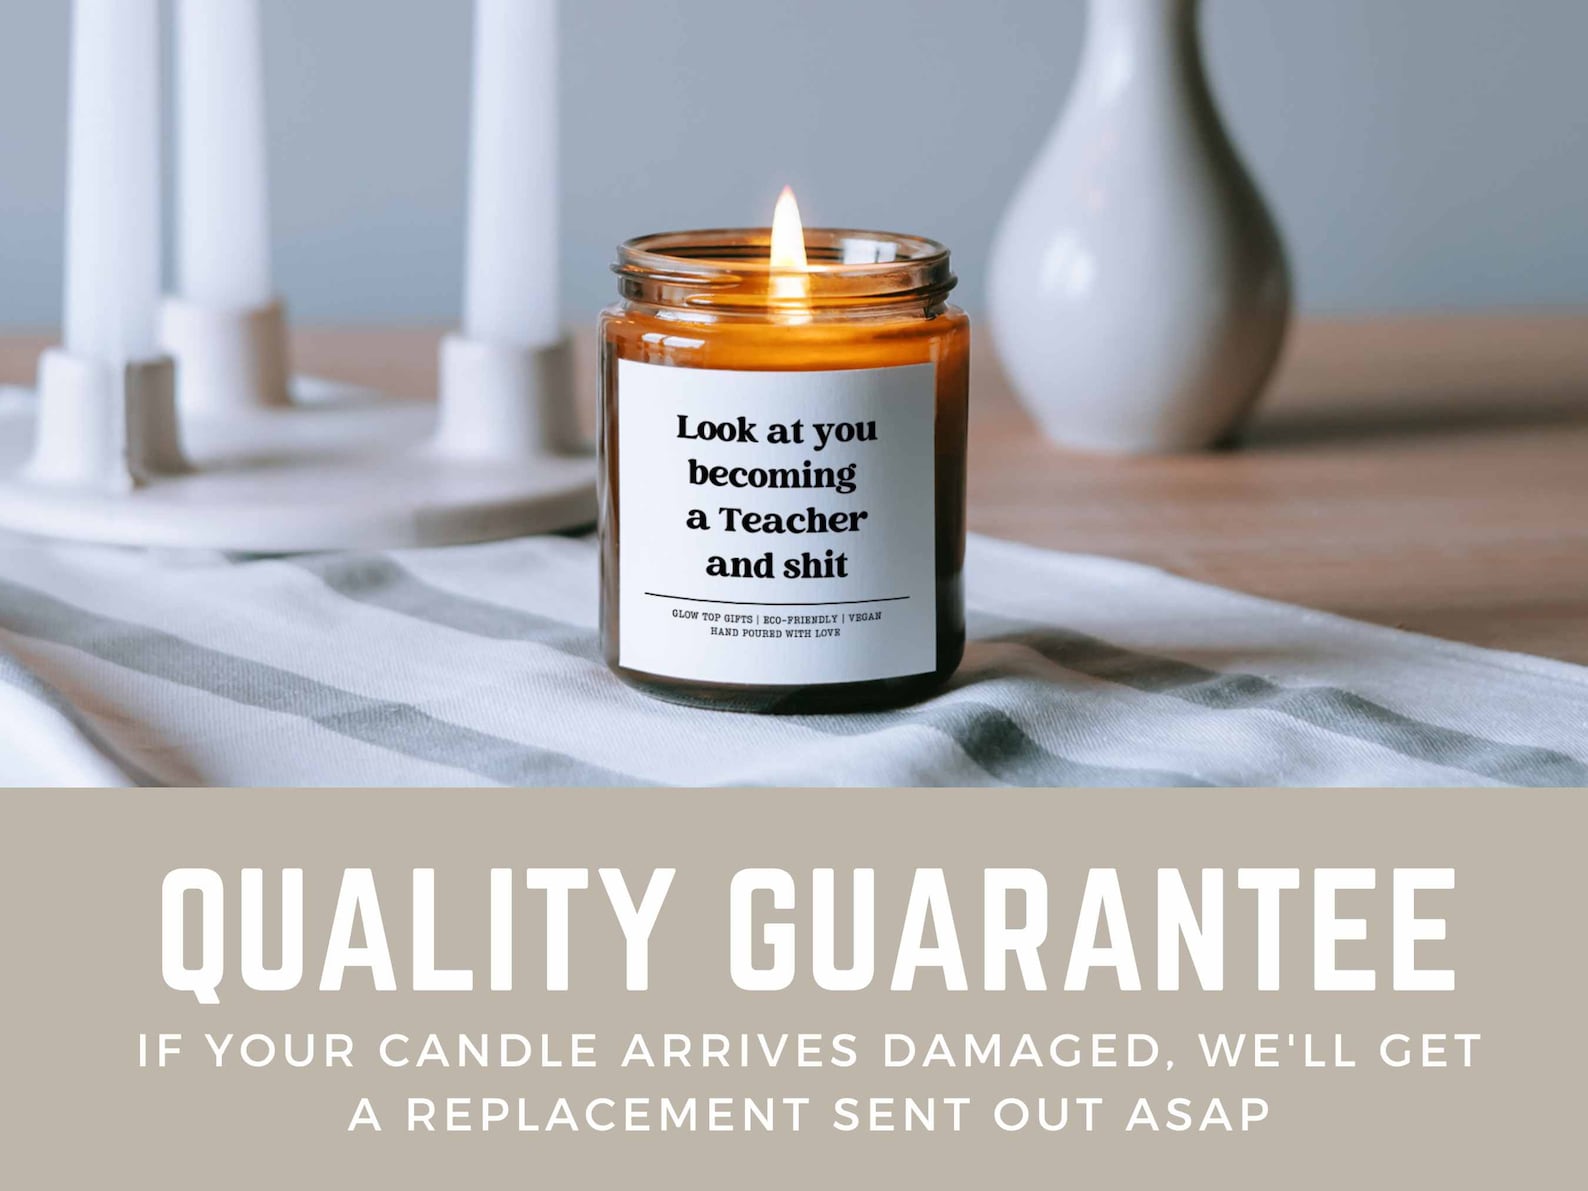 Look at you
becoming
a Teacher
and shit
GLOW TOP GIFTS | ECO-FRIENDLY | VEGAN
HAND POURED WITH LOVE
QUALITY GUARANTEE
IF YOUR CANDLE ARRIVES DAMAGED, WE'LL GET
A REPLACEMENT SENT OUT ASAP